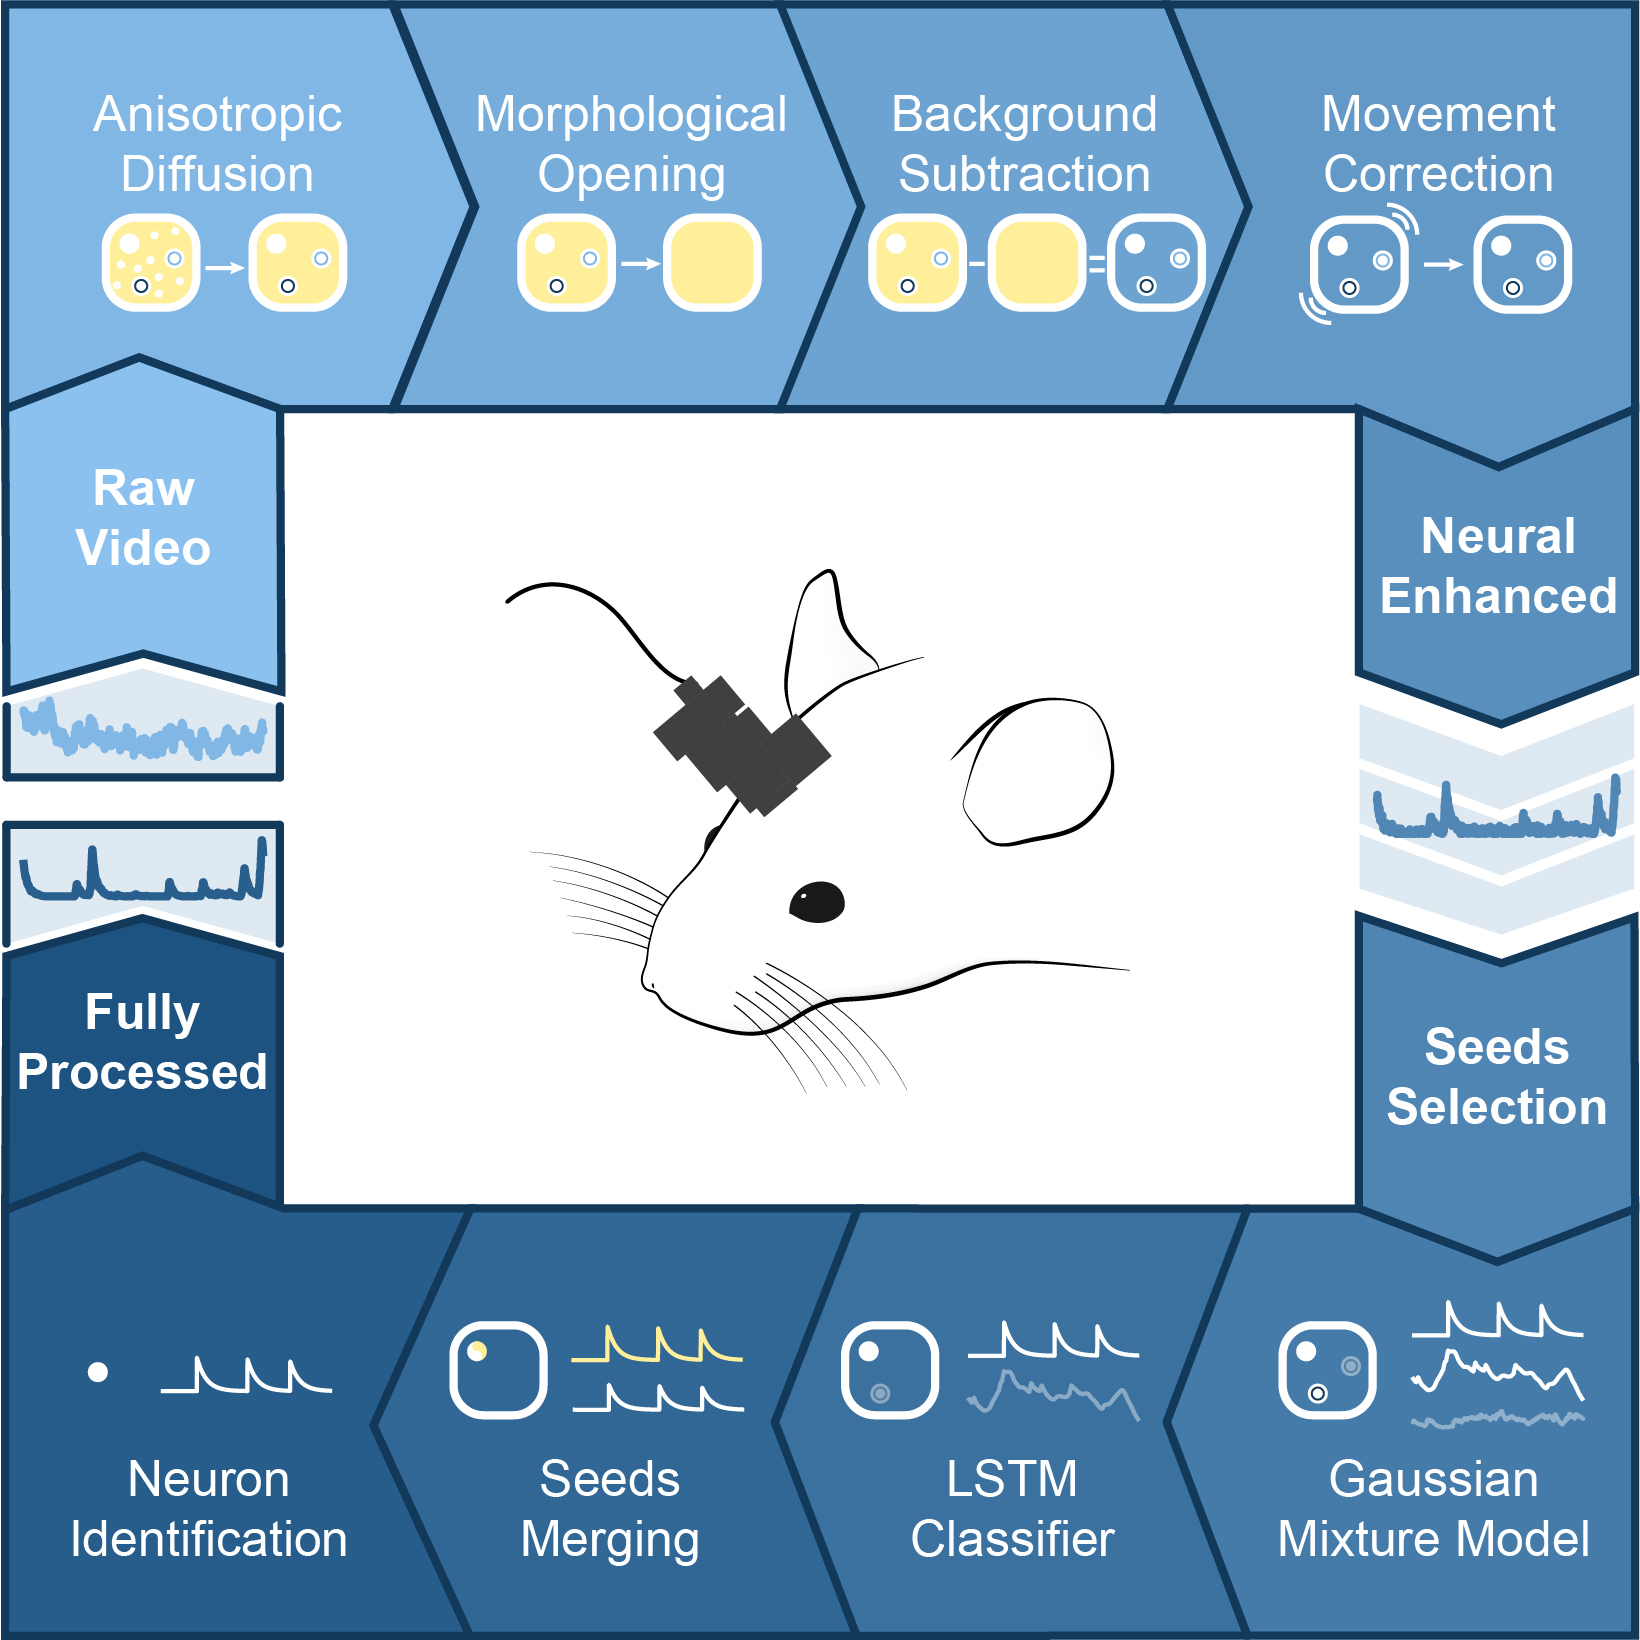 Anisotropic
Diffusion
Morphological
Opening
Background
Subtraction
Movement
Correction
Raw
Video
Neural
Enhanced
Fully
Processed
Seeds
Selection
Neuron
Identification
Seeds
Merging
LSTM
Classifier
Gaussian
Mixture Model